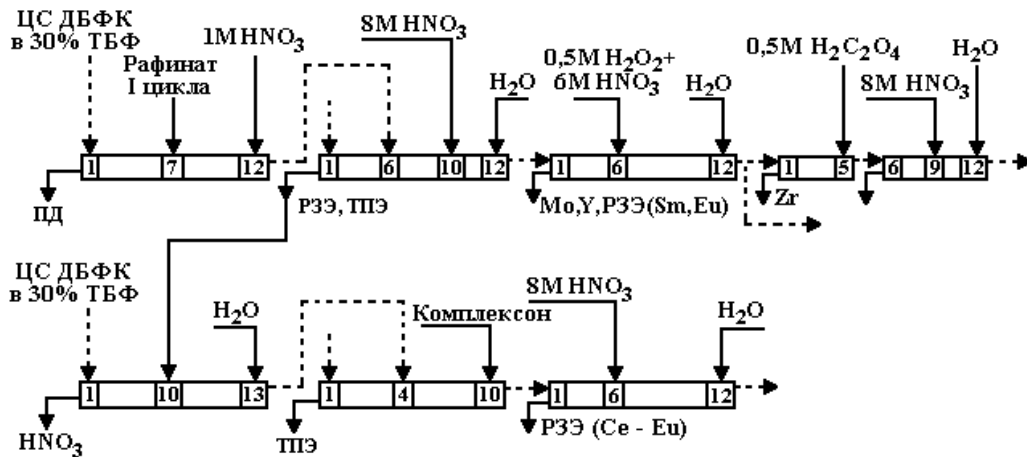 ЦС ДБФК
в 30% ТБФ
Рафинат
I цикла
1М HNO₃
8М HNO₃
H₂O
0,5М H₂O₂+
6М HNO₃
H₂O
0,5М H₂C₂O₄
8М HNO₃
H₂O
1 7 12
1 6 10 12
1 6 12
1 5
6 9 12
ПД
РЗЭ, ТПЭ
Mo,Y,РЗЭ(Sm,Eu)
Zr
ЦС ДБФК
в 30% ТБФ
H₂O
Комплексон
8М HNO₃
H₂O
1 10 13
1 4 10
1 6 12
HNO₃
ТПЭ
РЗЭ (Ce - Eu)